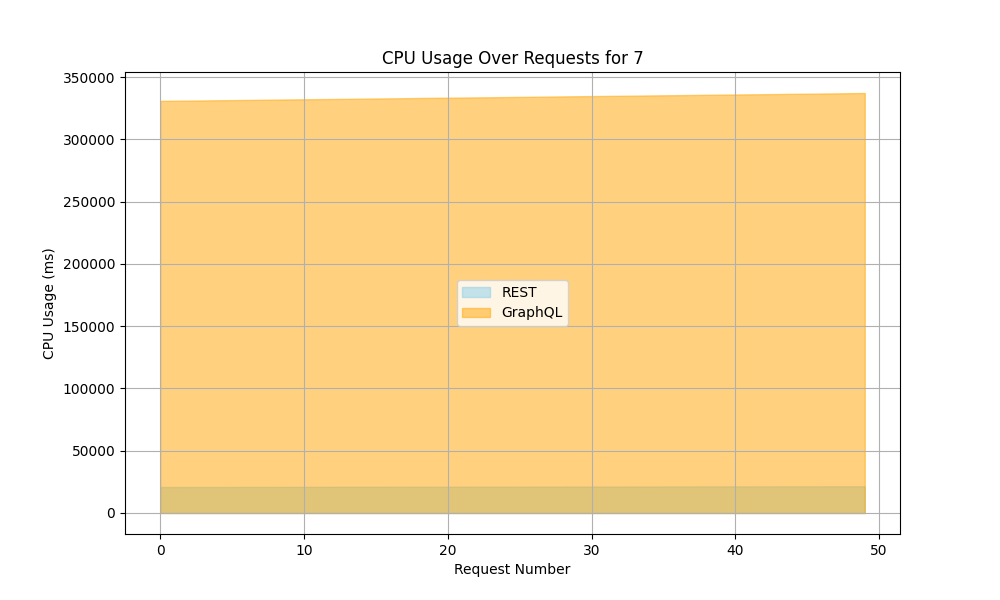 CPU Usage Over Requests for 7
CPU Usage (ms)
350000
300000
250000
200000
150000
100000
50000
0
REST
GraphQL
0 10 20 30 40 50
Request Number